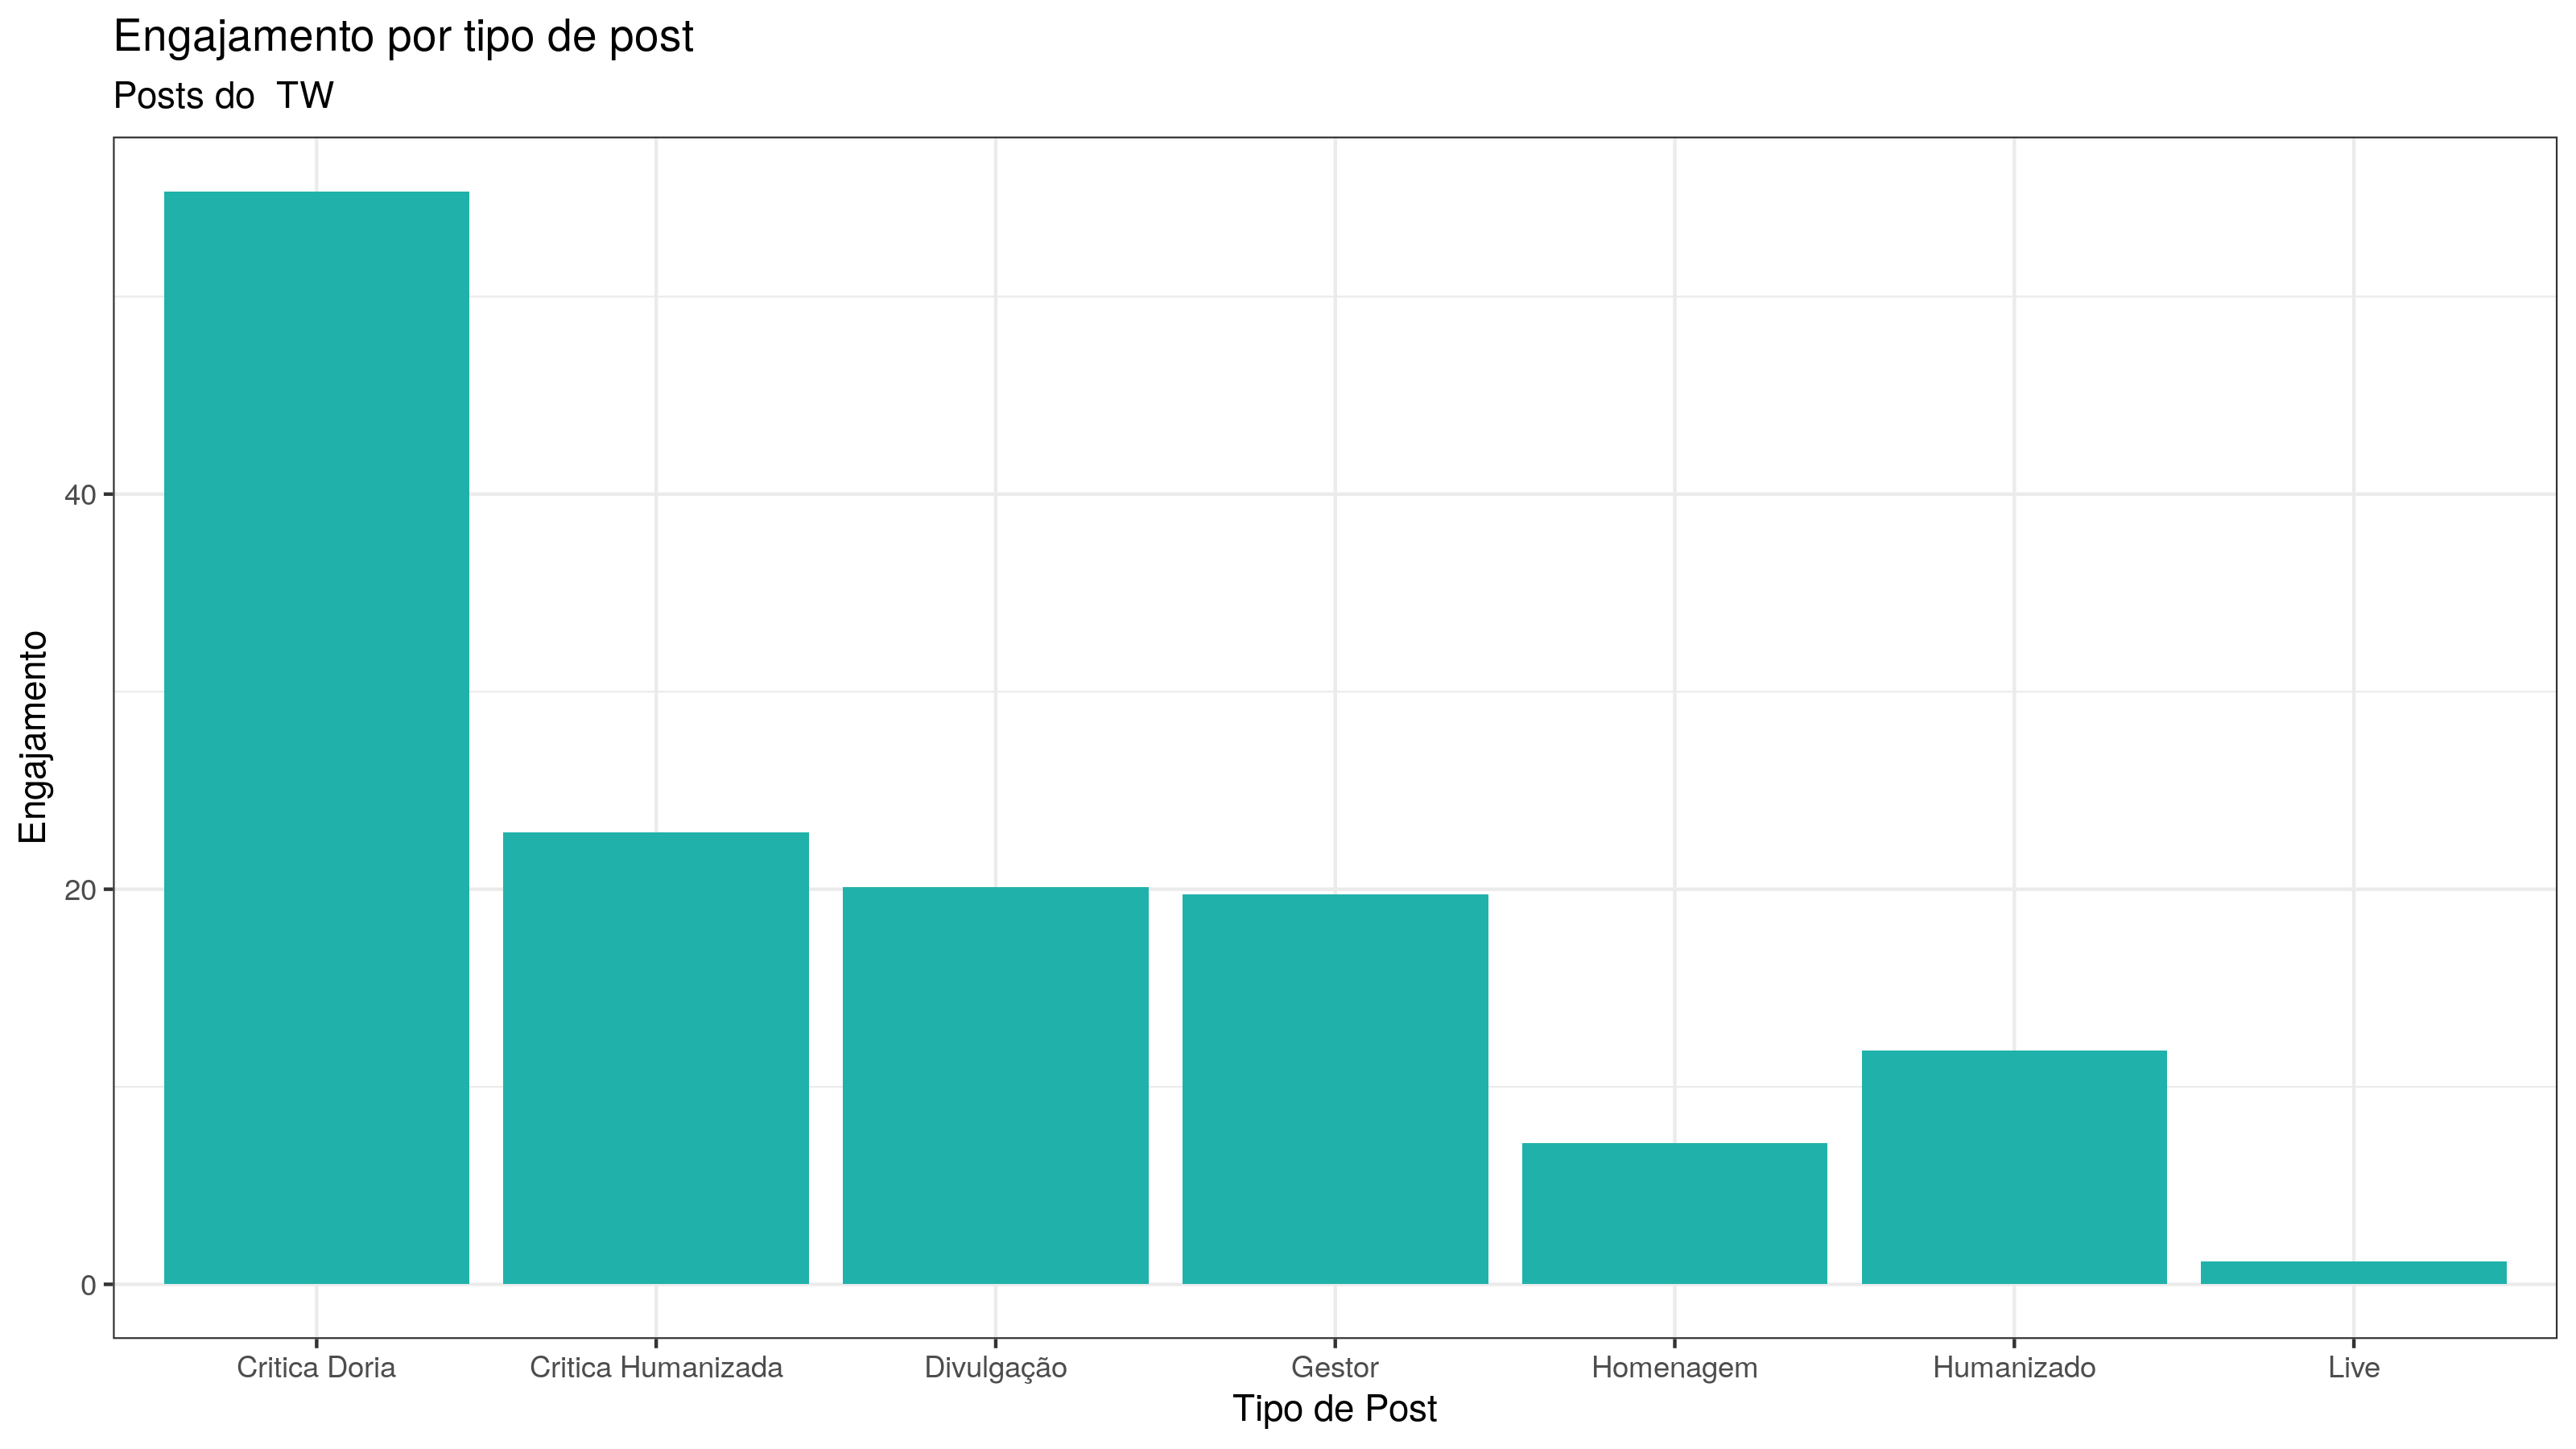 Engajamento por tipo de post
Posts do  TW
Engajamento
40
20
0
Critica Doria Critica Humanizada Divulgação Gestor Homenagem Humanizado Live
Tipo de Post